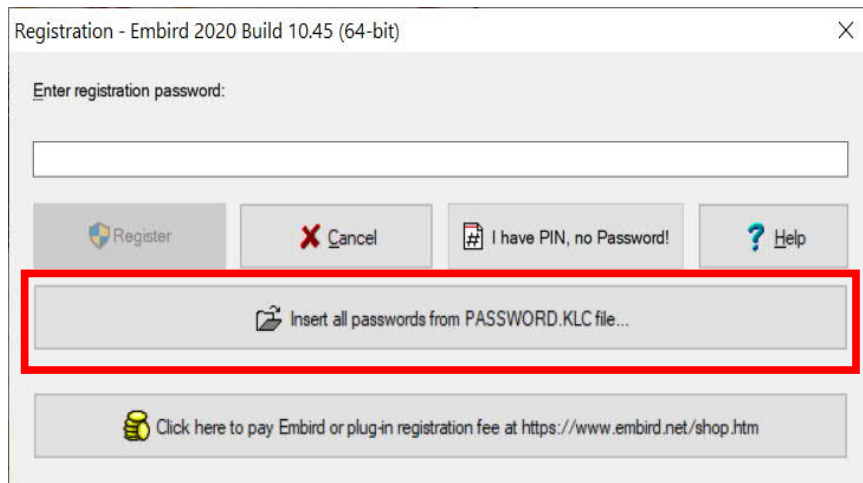 Registration - Embird 2020 Build 10.45 (64-bit)
Enter registration password:
Register
Cancel
I have PIN, no Password!
Help
Insert all passwords from PASSWORD.KLC file...
Click here to pay Embird or plug-in registration fee at https://www.embird.net/shop.htm